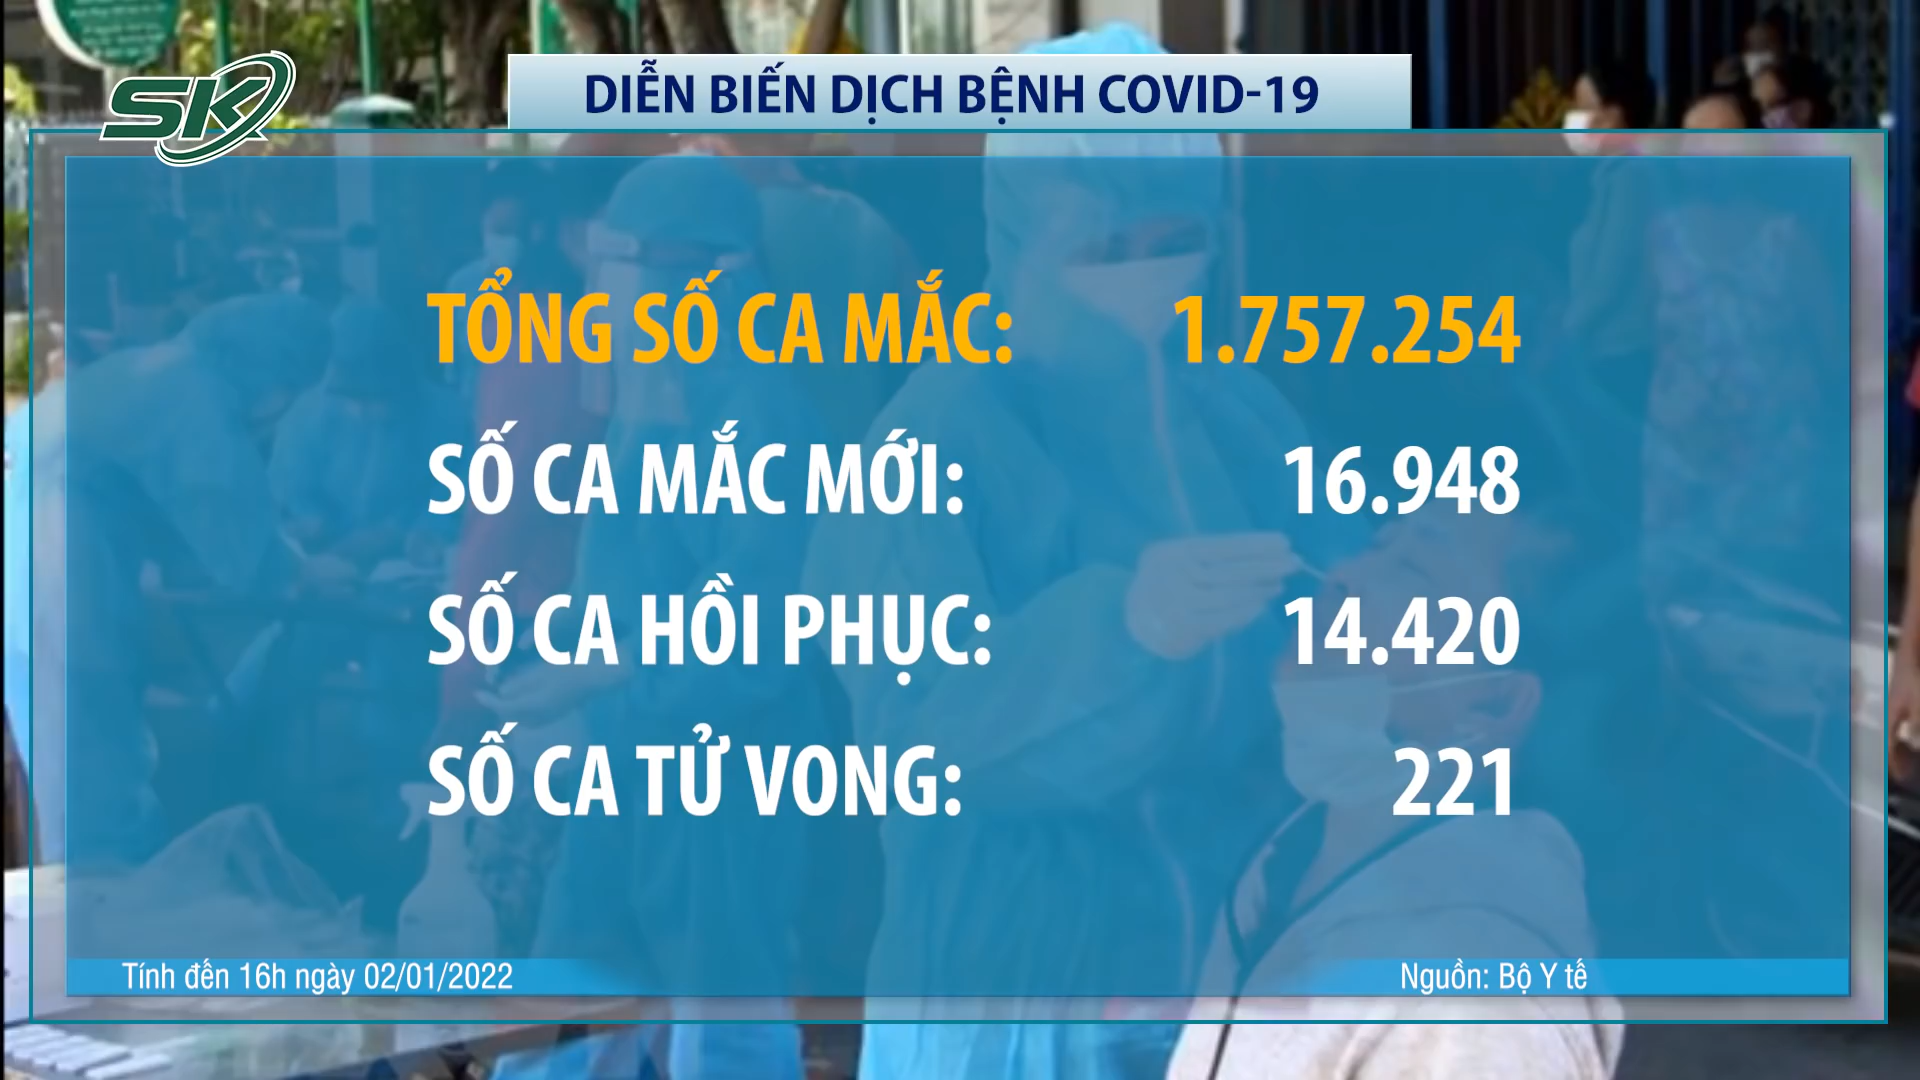 SK
DIỄN BIẾN DỊCH BỆNH COVID-19
TỔNG SỐ CA MẮC: 1.757.254
SỐ CA MẮC MỚI: 16.948
SỐ CA HỒI PHỤC: 14.420
SỐ CA TỬ VONG: 221
Tính đến 16h ngày 02/01/2022
Nguồn: Bộ Y tế